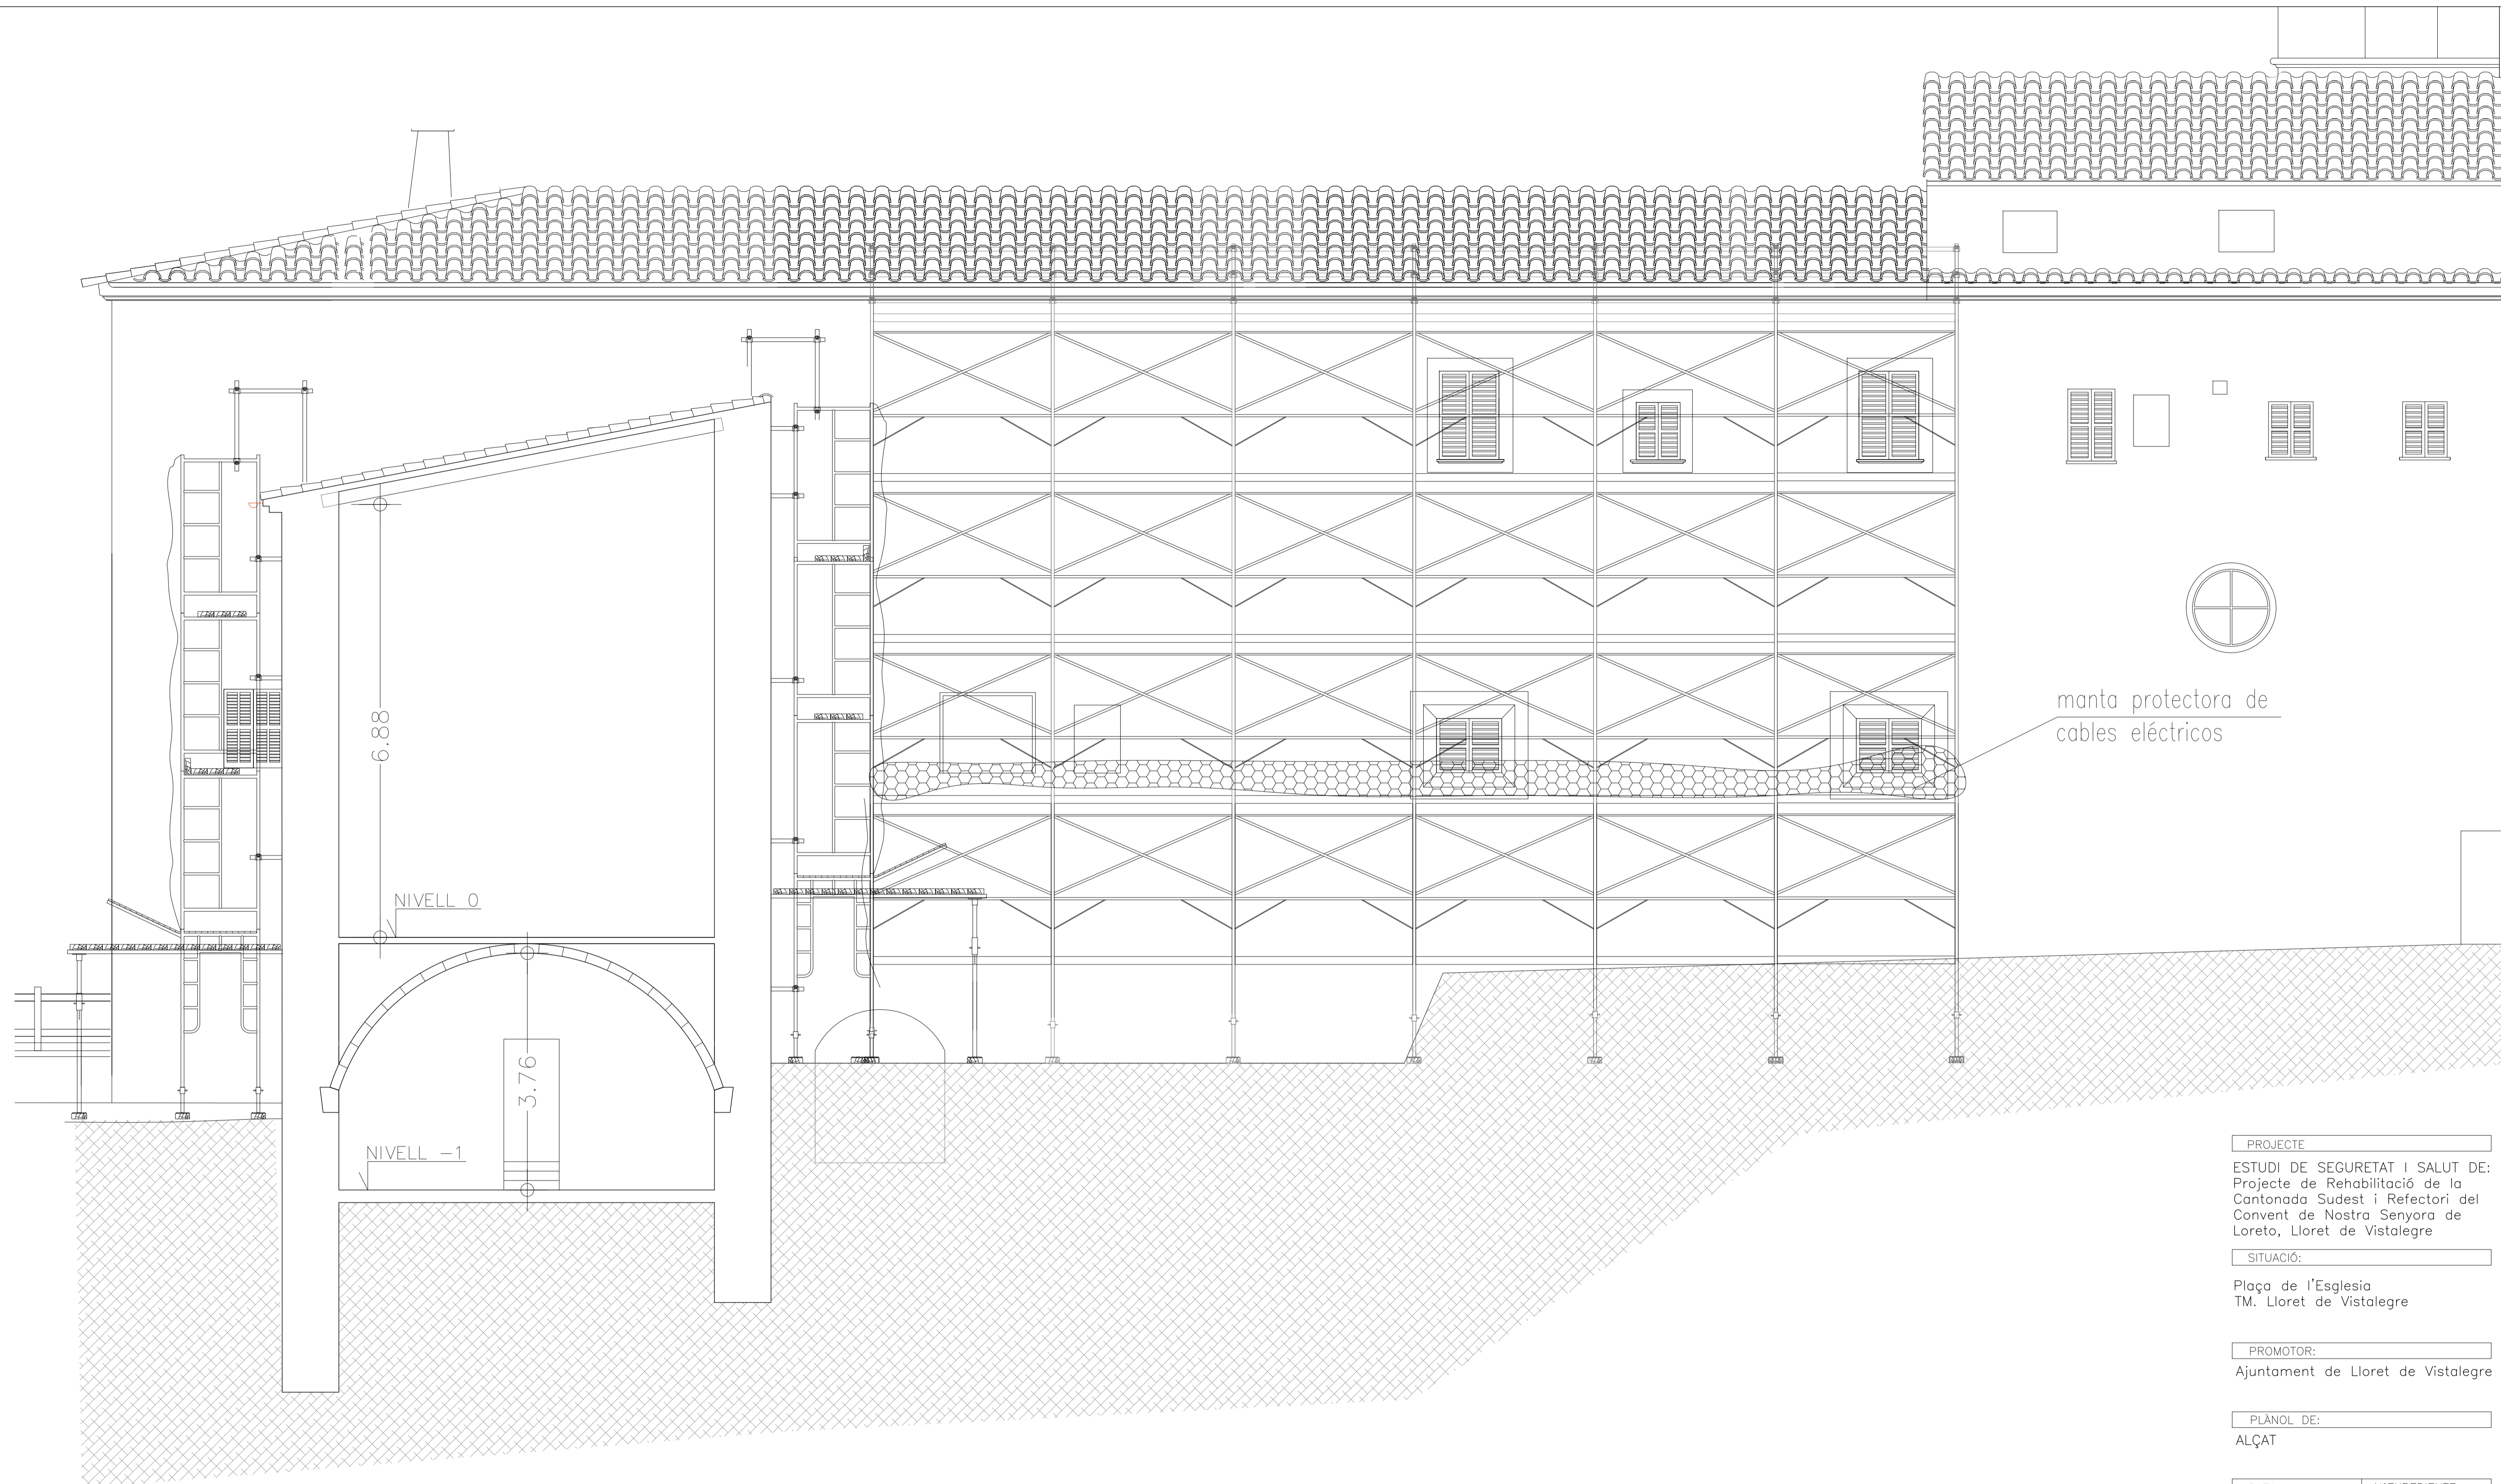 manta protectora de
cables eléctricos
6.88
NIVELL 0
3.76
NIVELL -1
PROJECTE
ESTUDI DE SEGURETAT I SALUT DE:
Projecte de Rehabilitació de la
Cantonada Sudest i Refectori del
Convent de Nostra Senyora de
Loreto, Lloret de Vistalegre
SITUACIÓ:
Plaça de l'Esglesia
TM. Lloret de Vistalegre
PROMOTOR:
Ajuntament de Lloret de Vistalegre
PLÀNOL DE:
ALÇAT